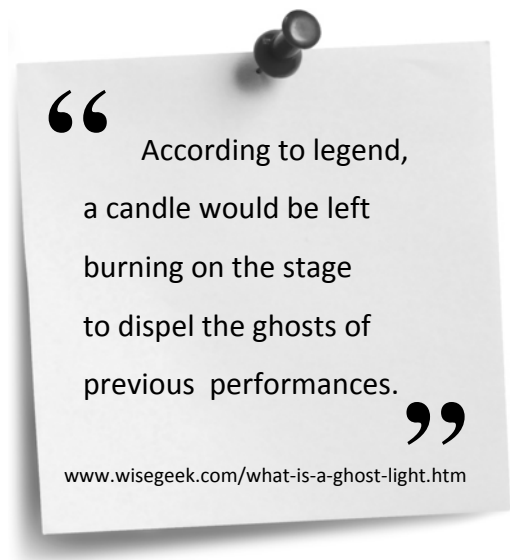 “
According to legend,
a candle would be left
burning on the stage
to dispel the ghosts of
previous performances.
”
www.wisegeek.com/what-is-a-ghost-light.htm